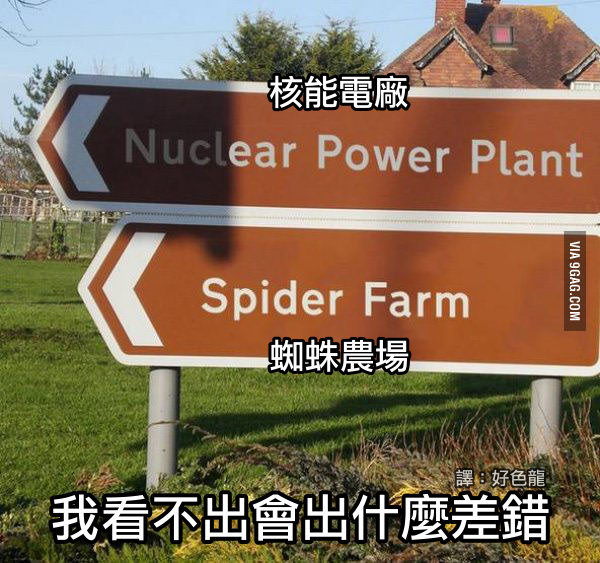 核能電廠
Nuclear Power Plant
VIA 9GAG.COM
Spider Farm
蜘蛛農場
譯：好色龍
我看不出會出什麼差錯